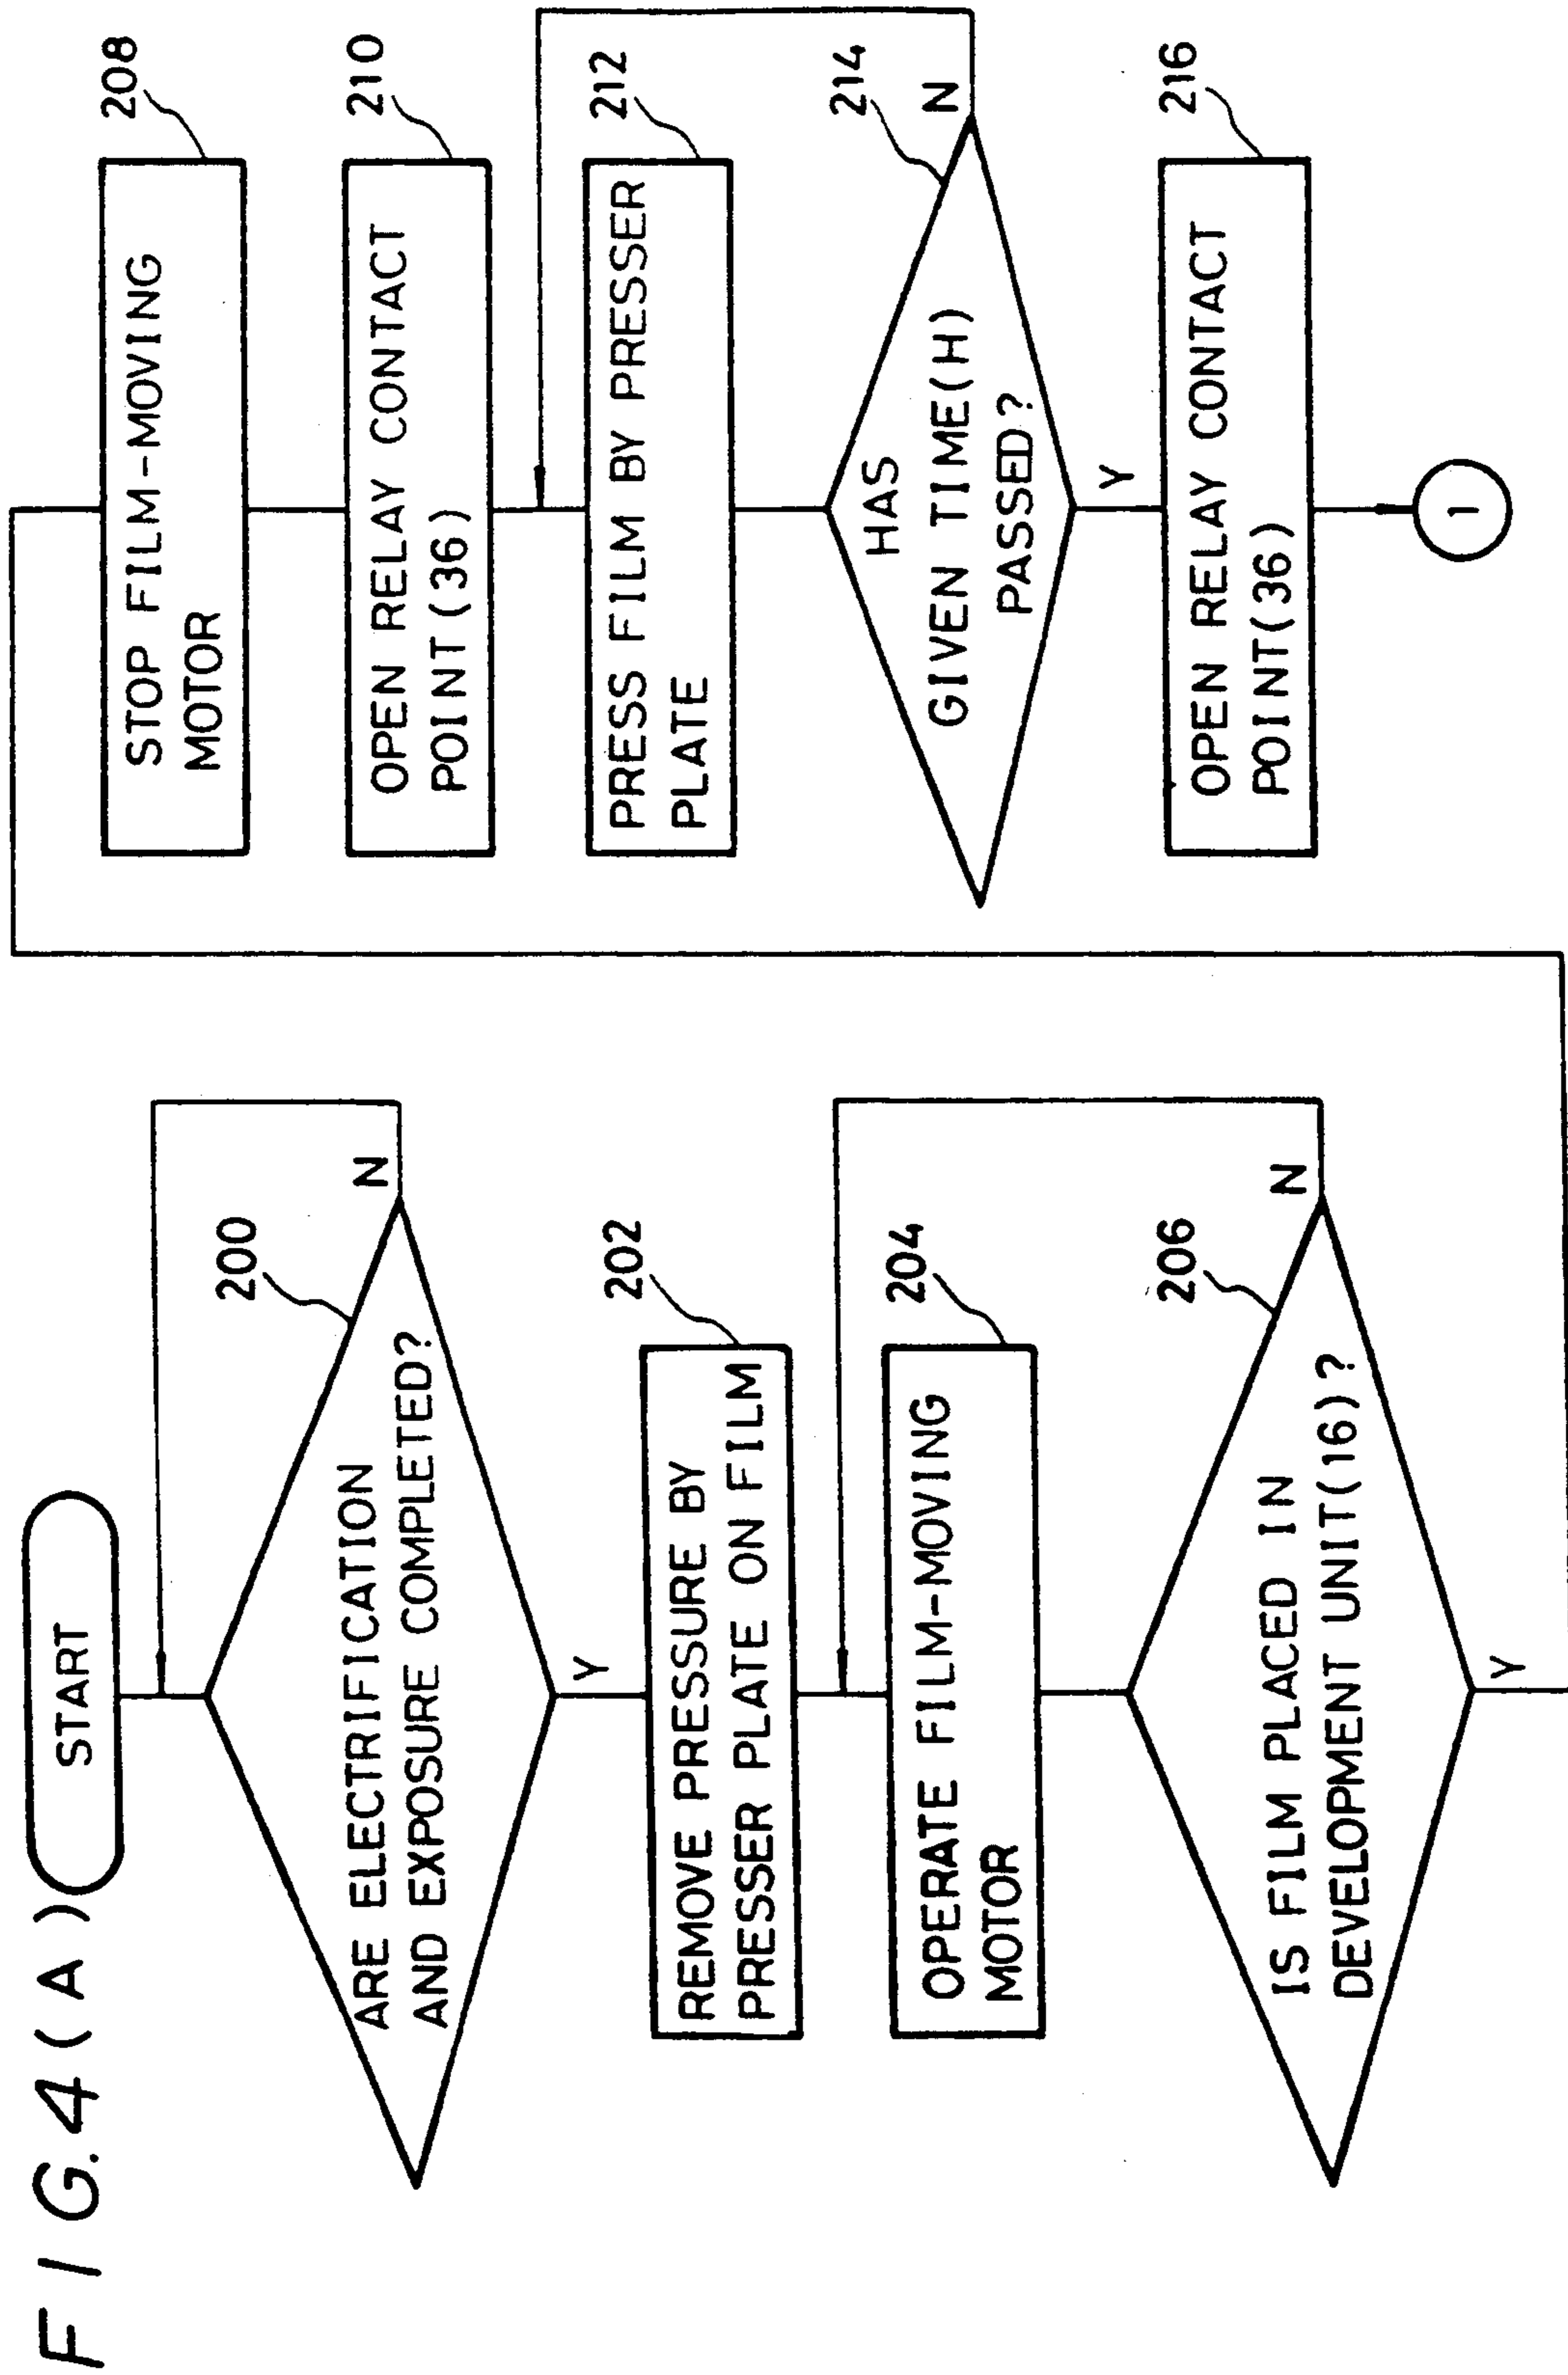 FIG. 4 (A)
START
200
ARE ELECTRIFICATION
AND EXPOSURE COMPLETED?
N
Y
202
REMOVE PRESSURE BY
PRESSER PLATE ON FILM
204
OPERATE FILM-MOVING
MOTOR
206
IS FILM PLACED IN
DEVELOPMENT UNIT(16)?
N
Y
208
STOP FILM-MOVING
MOTOR
210
OPEN RELAY CONTACT
POINT(36)
212
PRESS FILM BY PRESSER
PLATE
214
HAS
GIVEN TIME(H)
PASSED?
N
Y
216
OPEN RELAY CONTACT
POINT(36)
1